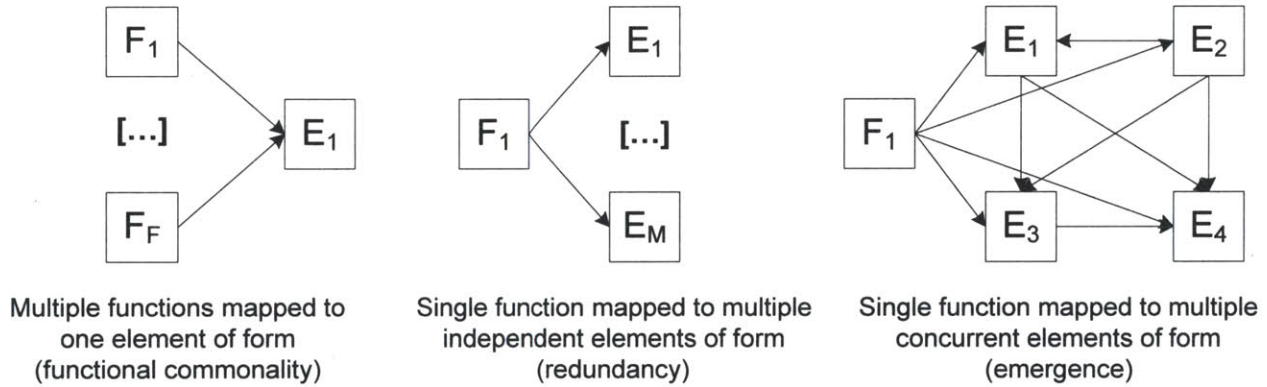 F1
[...]
FF
E1
Multiple functions mapped to
one element of form
(functional commonality)
F1
E1
[...]
EM
Single function mapped to multiple
independent elements of form
(redundancy)
F1
E1
E2
E3
E4
Single function mapped to multiple
concurrent elements of form
(emergence)